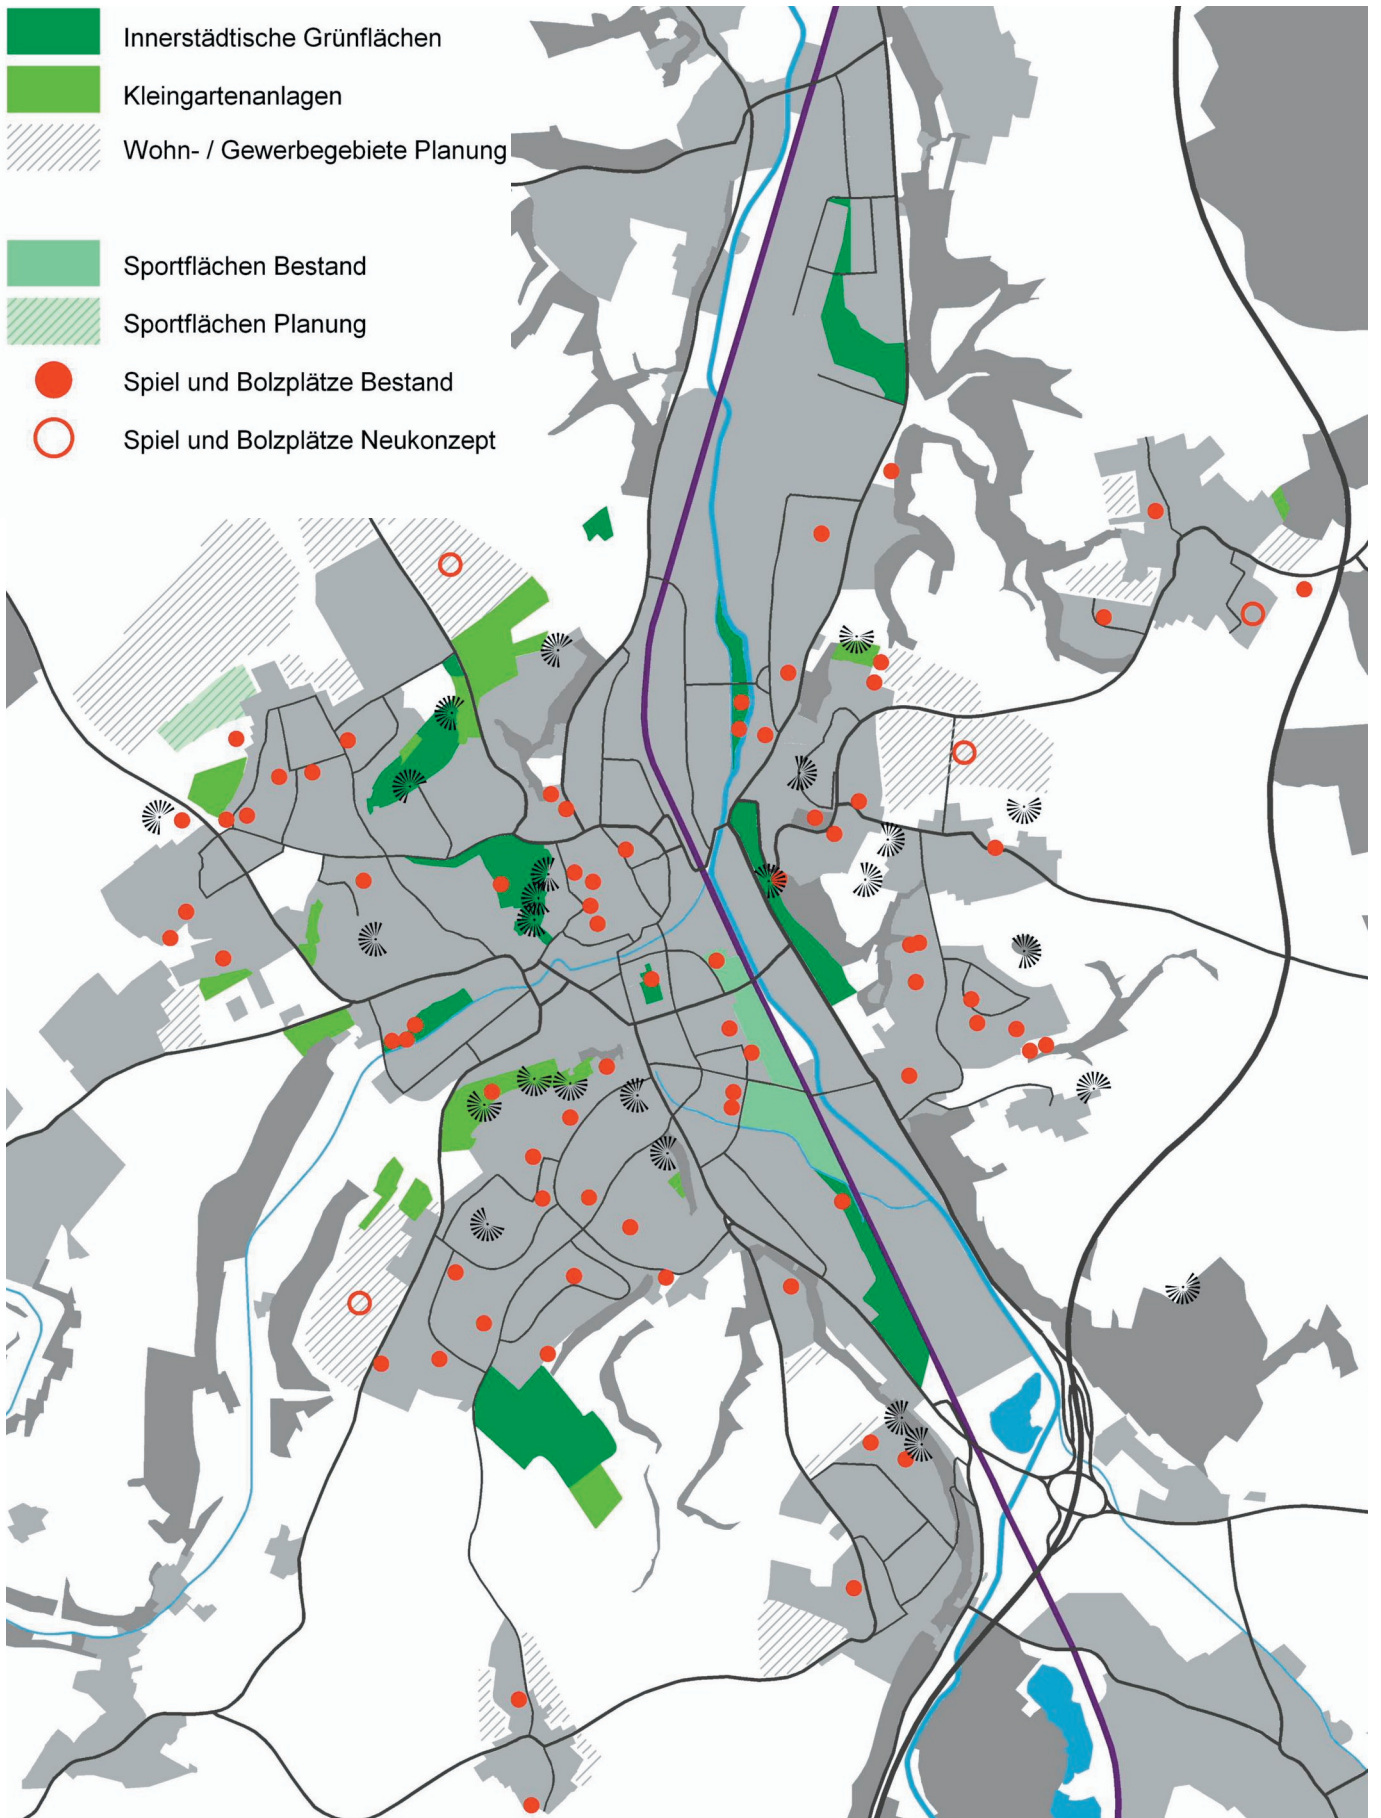 Innerstädtische Grünflächen
Kleingartenanlagen
Wohn- / Gewerbegebiete Planung
Sportflächen Bestand
Sportflächen Planung
Spiel und Bolzplätze Bestand
Spiel und Bolzplätze Neukonzept